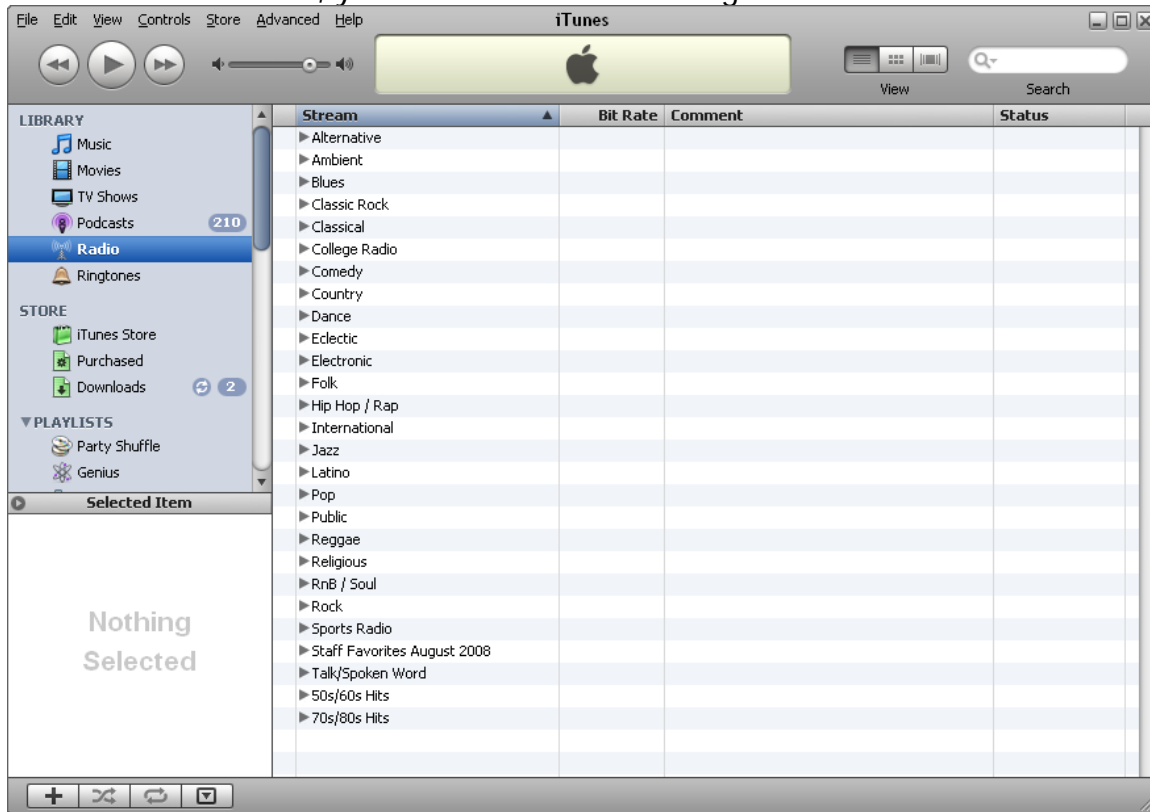 File Edit View Controls Store Advanced Help iTunes
View Search
LIBRARY
Music
Movies
TV Shows
Podcasts 210
Radio
Ringtones
STORE
iTunes Store
Purchased
Downloads 2
PLAYLISTS
Party Shuffle
Genius
Selected Item
Nothing
Selected
Stream Bit Rate Comment Status
Alternative
Ambient
Blues
Classic Rock
Classical
College Radio
Comedy
Country
Dance
Eclectic
Electronic
Folk
Hip Hop / Rap
International
Jazz
Latino
Pop
Public
Reggae
Religious
RnB / Soul
Rock
Sports Radio
Staff Favorites August 2008
Talk/Spoken Word
50s/60s Hits
70s/80s Hits